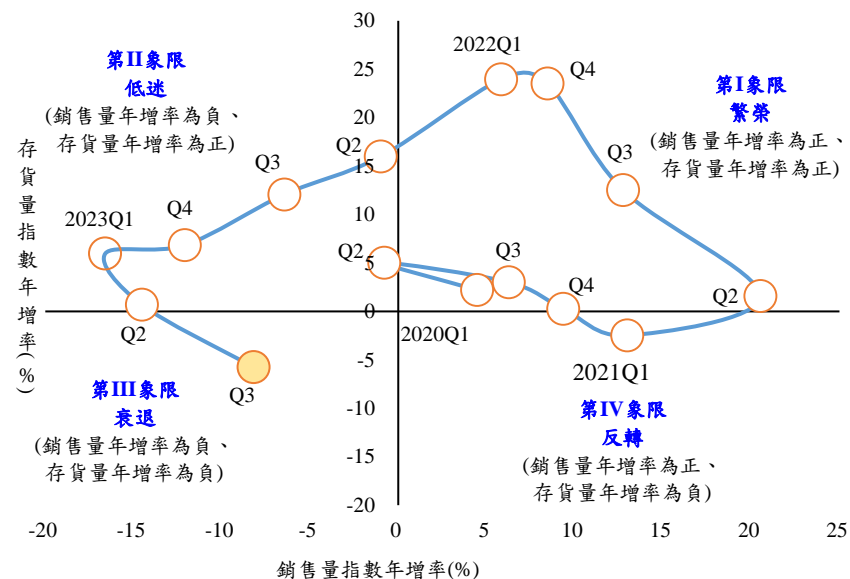 30
25
20
15
10
5
0
-5
-10
-15
-20
-20
-15
-10
-5
0
5
10
15
20
25
存貨量指數年增率(%)
銷售量指數年增率(%)
第II象限
低迷
(銷售量年增率為負、
存貨量年增率為正)
第I象限
繁榮
(銷售量年增率為正、
存貨量年增率為正)
第III象限
衰退
(銷售量年增率為負、
存貨量年增率為負)
第IV象限
反轉
(銷售量年增率為正、
存貨量年增率為負)
2020Q1
Q2
Q3
Q4
2021Q1
Q2
Q3
Q4
2022Q1
Q2
Q3
Q4
2023Q1
Q2
Q3